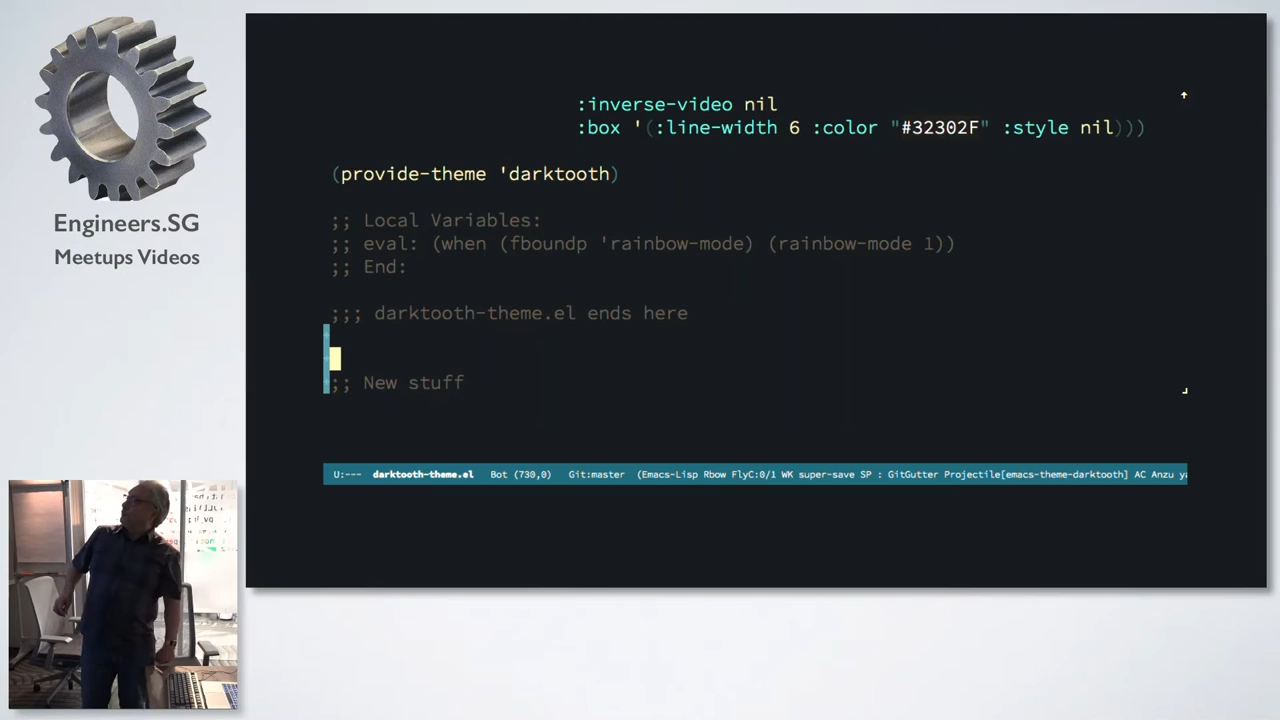 Engineers.SG
Meetups Videos
:inverse-video nil
:box '(:line-width 6 :color "#32302F" :style nil)))
(provide-theme 'darktooth)
;; Local Variables:
;; eval: (when (fboundp 'rainbow-mode) (rainbow-mode 1))
;; End:
;;; darktooth-theme.el ends here
;; New stuff
U:--- darktooth-theme.el Bot (730,0) Git:master (Emacs-Lisp Rbow FlyC:0/1 WK super-save SP : GitGutter Projectile[emacs-theme-darktooth] AC Anzu ya